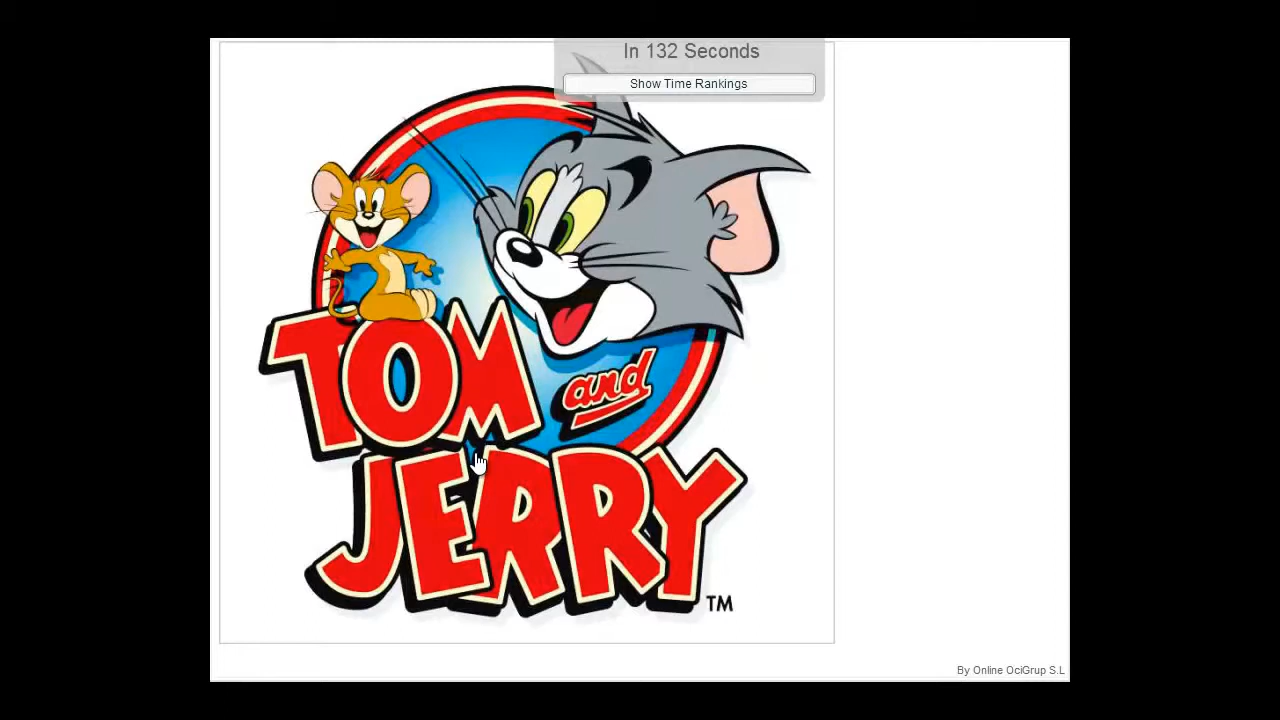 In 132 Seconds
Show Time Rankings
TOM
and
JERRY
TM
By Online OciGrup S.L